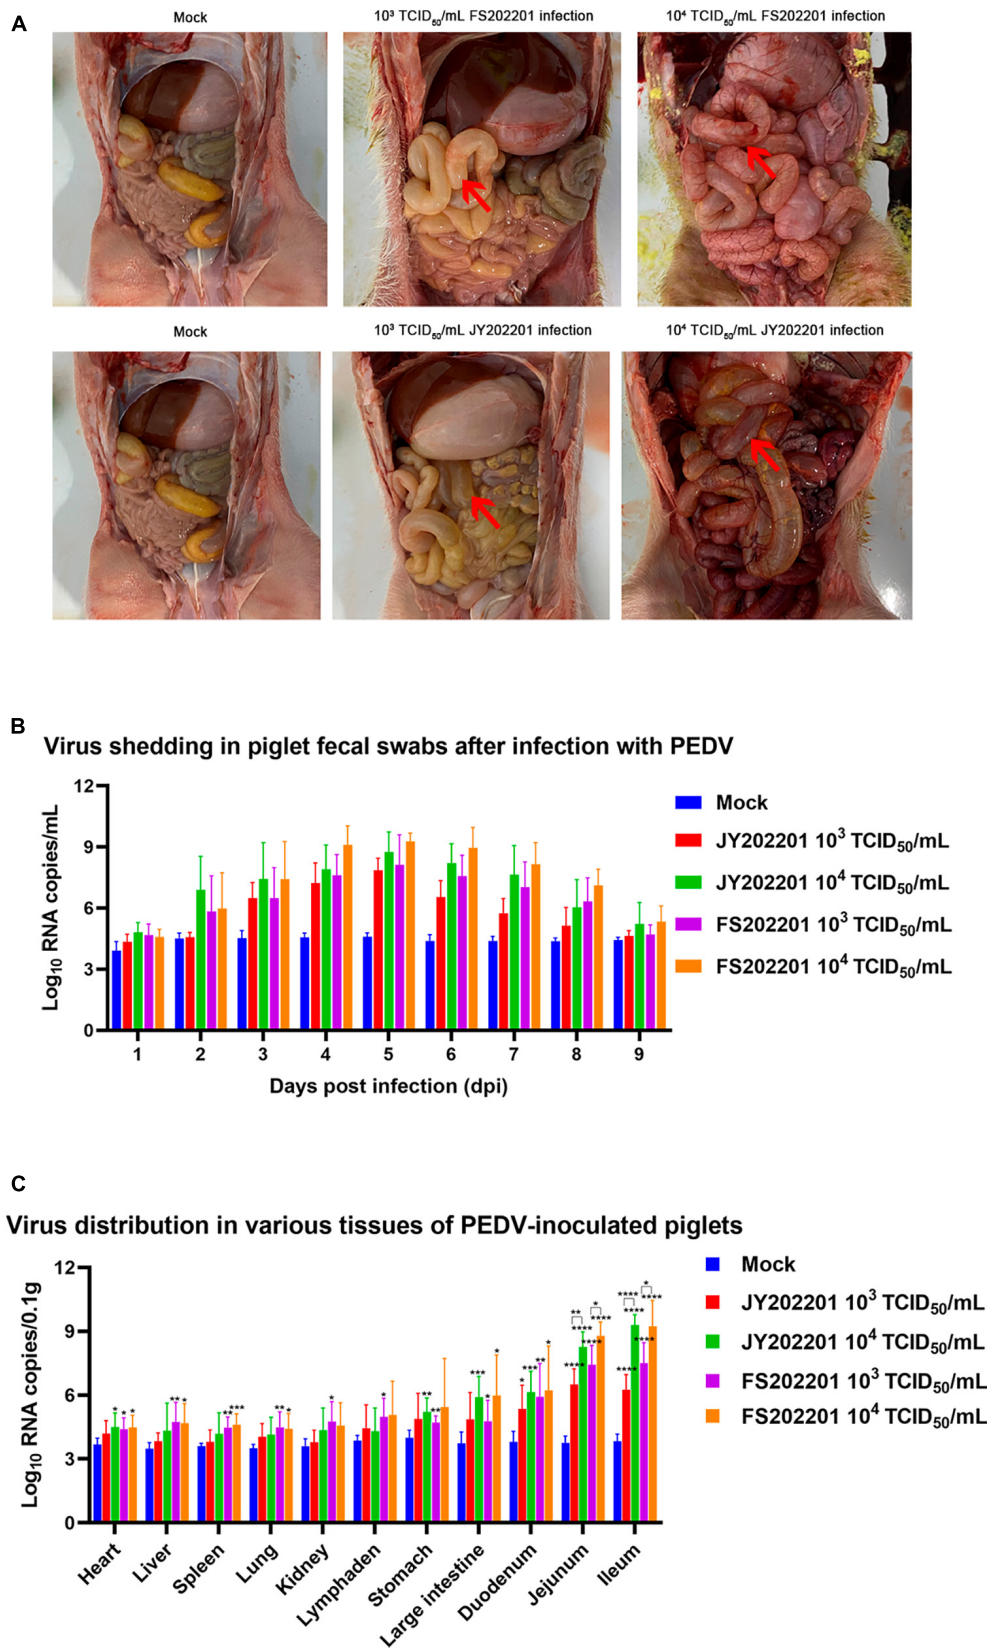 A
Mock
10³ TCID₅₀/mL FS202201 infection
10⁴ TCID₅₀/mL FS202201 infection
Mock
10³ TCID₅₀/mL JY202201 infection
10⁴ TCID₅₀/mL JY202201 infection
B
Virus shedding in piglet fecal swabs after infection with PEDV
Log₁₀ RNA copies/mL
12
9
6
3
0
1 2 3 4 5 6 7 8 9
Days post infection (dpi)
Mock
JY202201 10³ TCID₅₀/mL
JY202201 10⁴ TCID₅₀/mL
FS202201 10³ TCID₅₀/mL
FS202201 10⁴ TCID₅₀/mL
C
Virus distribution in various tissues of PEDV-inoculated piglets
Log₁₀ RNA copies/0.1g
12
9
6
3
0
Heart Liver Spleen Lung Kidney Lymphaden Stomach Large intestine Duodenum Jejunum Ileum
Mock
JY202201 10³ TCID₅₀/mL
JY202201 10⁴ TCID₅₀/mL
FS202201 10³ TCID₅₀/mL
FS202201 10⁴ TCID₅₀/mL